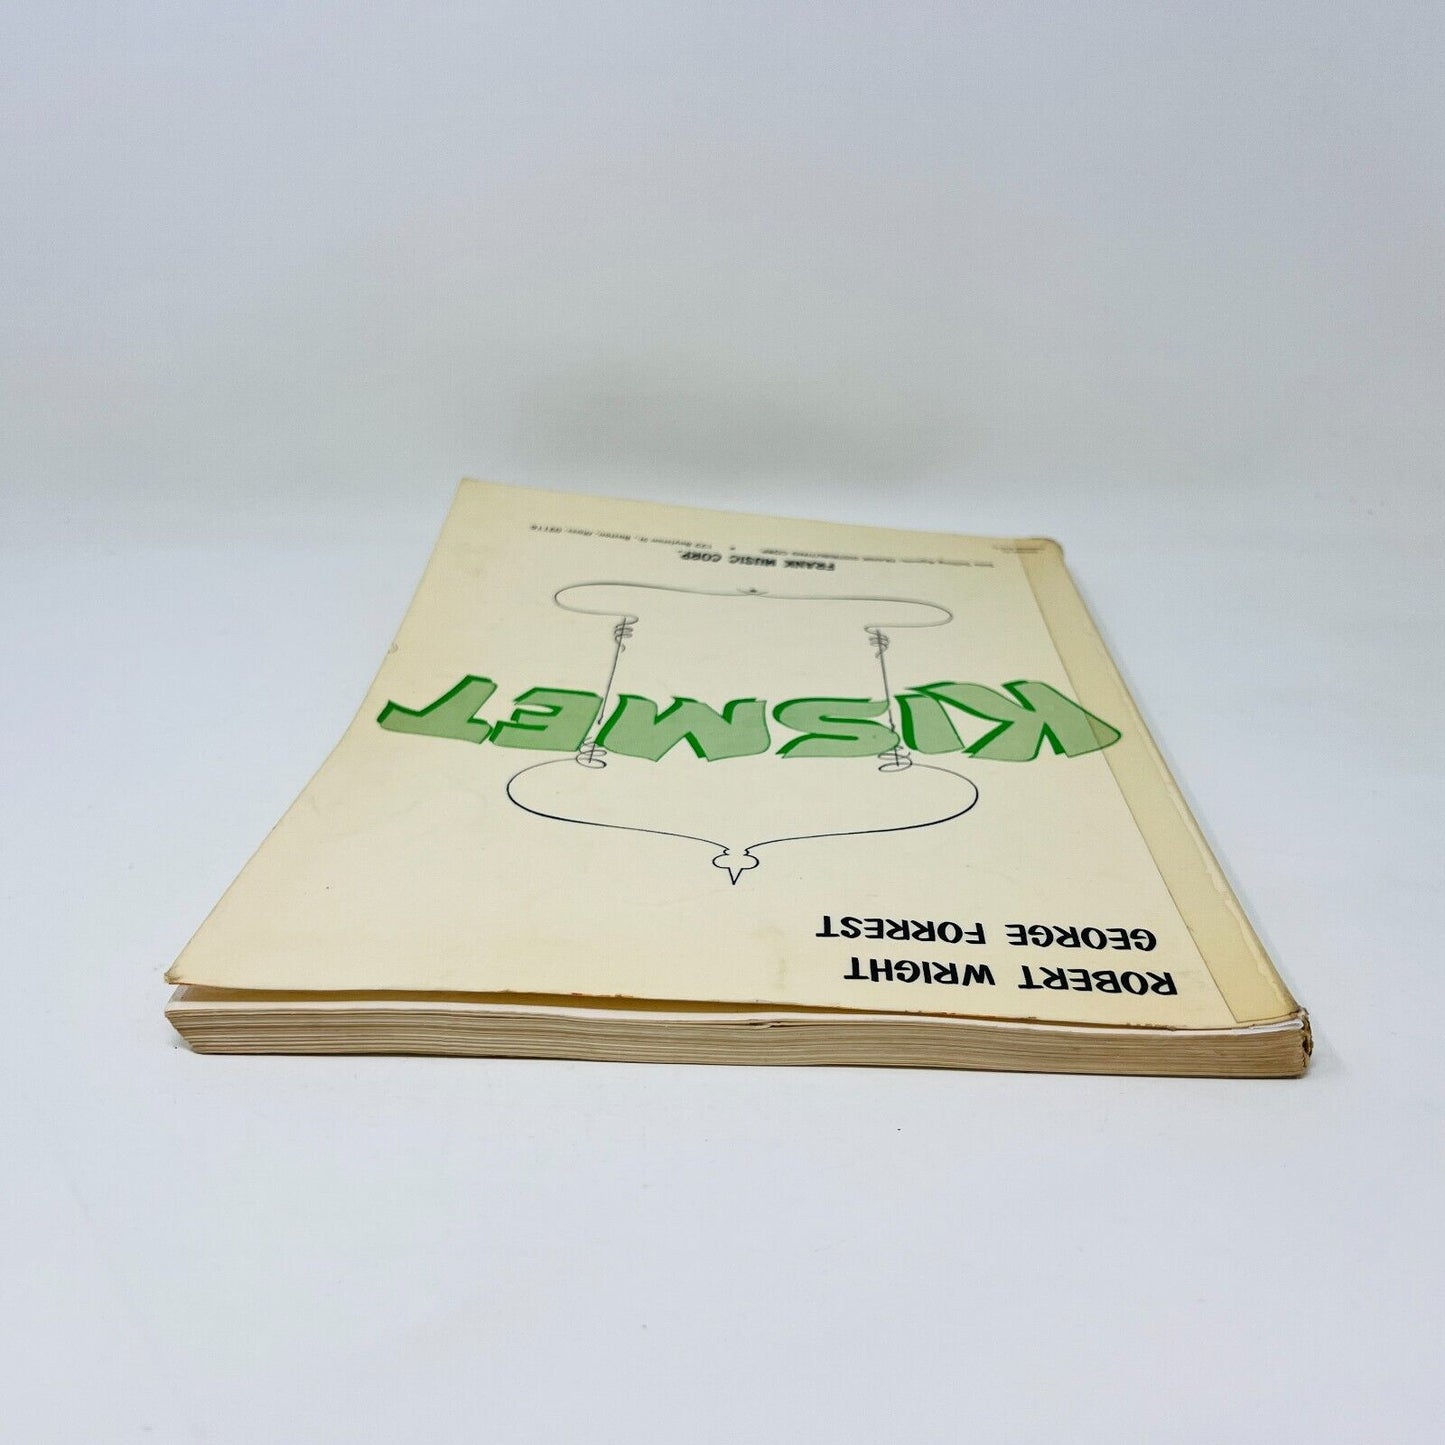 ROBERT WRIGHT
GEORGE FORREST
KISMET
FRANK MUSIC CORP.